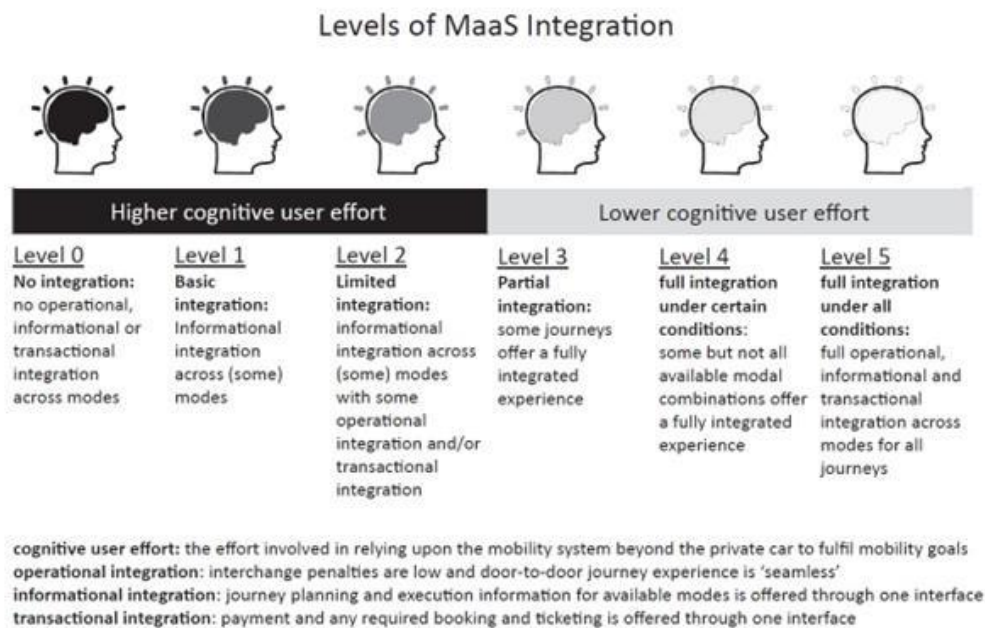 Levels of MaaS Integration
Higher cognitive user effort
Lower cognitive user effort
Level 0
No integration:
no operational,
informational or
transactional
integration
across modes
Level 1
Basic
integration:
Informational
integration
across (some)
modes
Level 2
Limited
integration:
informational
integration across
(some) modes
with some
operational
integration and/or
transactional
integration
Level 3
Partial
integration:
some journeys
offer a fully
integrated
experience
Level 4
full integration
under certain
conditions:
some but not all
available modal
combinations offer
a fully integrated
experience
Level 5
full integration
under all
conditions:
full operational,
informational and
transactional
integration across
modes for all
journeys
cognitive user effort: the effort involved in relying upon the mobility system beyond the private car to fulfil mobility goals
operational integration: interchange penalties are low and door-to-door journey experience is ‘seamless’
informational integration: journey planning and execution information for available modes is offered through one interface
transactional integration: payment and any required booking and ticketing is offered through one interface